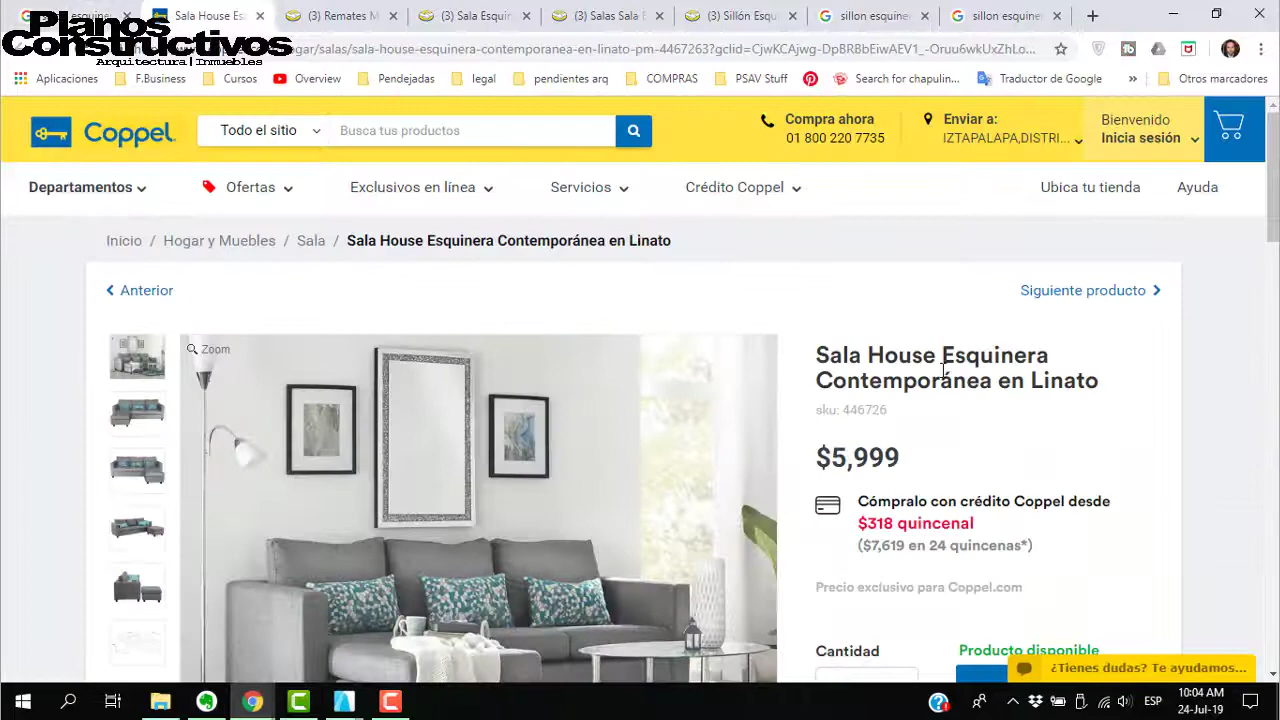 Planos
Constructivos
Arquitectura|Inmuebles
Sala House Es
(3) Remates M
(3) Sala Esqui
(3) Salas Sala
(3) Sillón Esq
sillon esquine
sillon esquine
ogar/salas/sala-house-esquinera-contemporanea-en-linato-pm-4467263?gclid=CjwKCAjwg-DpBRBbEiwAEV1_-Onu6wkUxZhLo...
Aplicaciones
F.Business
Cursos
Overview
Pendejadas
legal
pendientes arq
COMPRAS
PSAV Stuff
Search for chapulin...
Traductor de Google
»
Otros marcadores
Coppel
Todo el sitio
Busca tus productos
Compra ahora
01 800 220 7735
Enviar a:
IZTAPALAPA,DISTRI...
Bienvenido
Inicia sesión
Departamentos
Ofertas
Exclusivos en línea
Servicios
Crédito Coppel
Ubica tu tienda
Ayuda
Inicio / Hogar y Muebles / Sala / Sala House Esquinera Contemporánea en Linato
Anterior
Siguiente producto
Zoom
Sala House Esquinera
Contemporánea en Linato
sku: 446726
$5,999
Cómpralo con crédito Coppel desde
$318 quincenal
($7,619 en 24 quincenas*)
Precio exclusivo para Coppel.com
Cantidad
Producto disponible
¿Tienes dudas? Te ayudamos...
ESP
10:04 AM
24-Jul-19